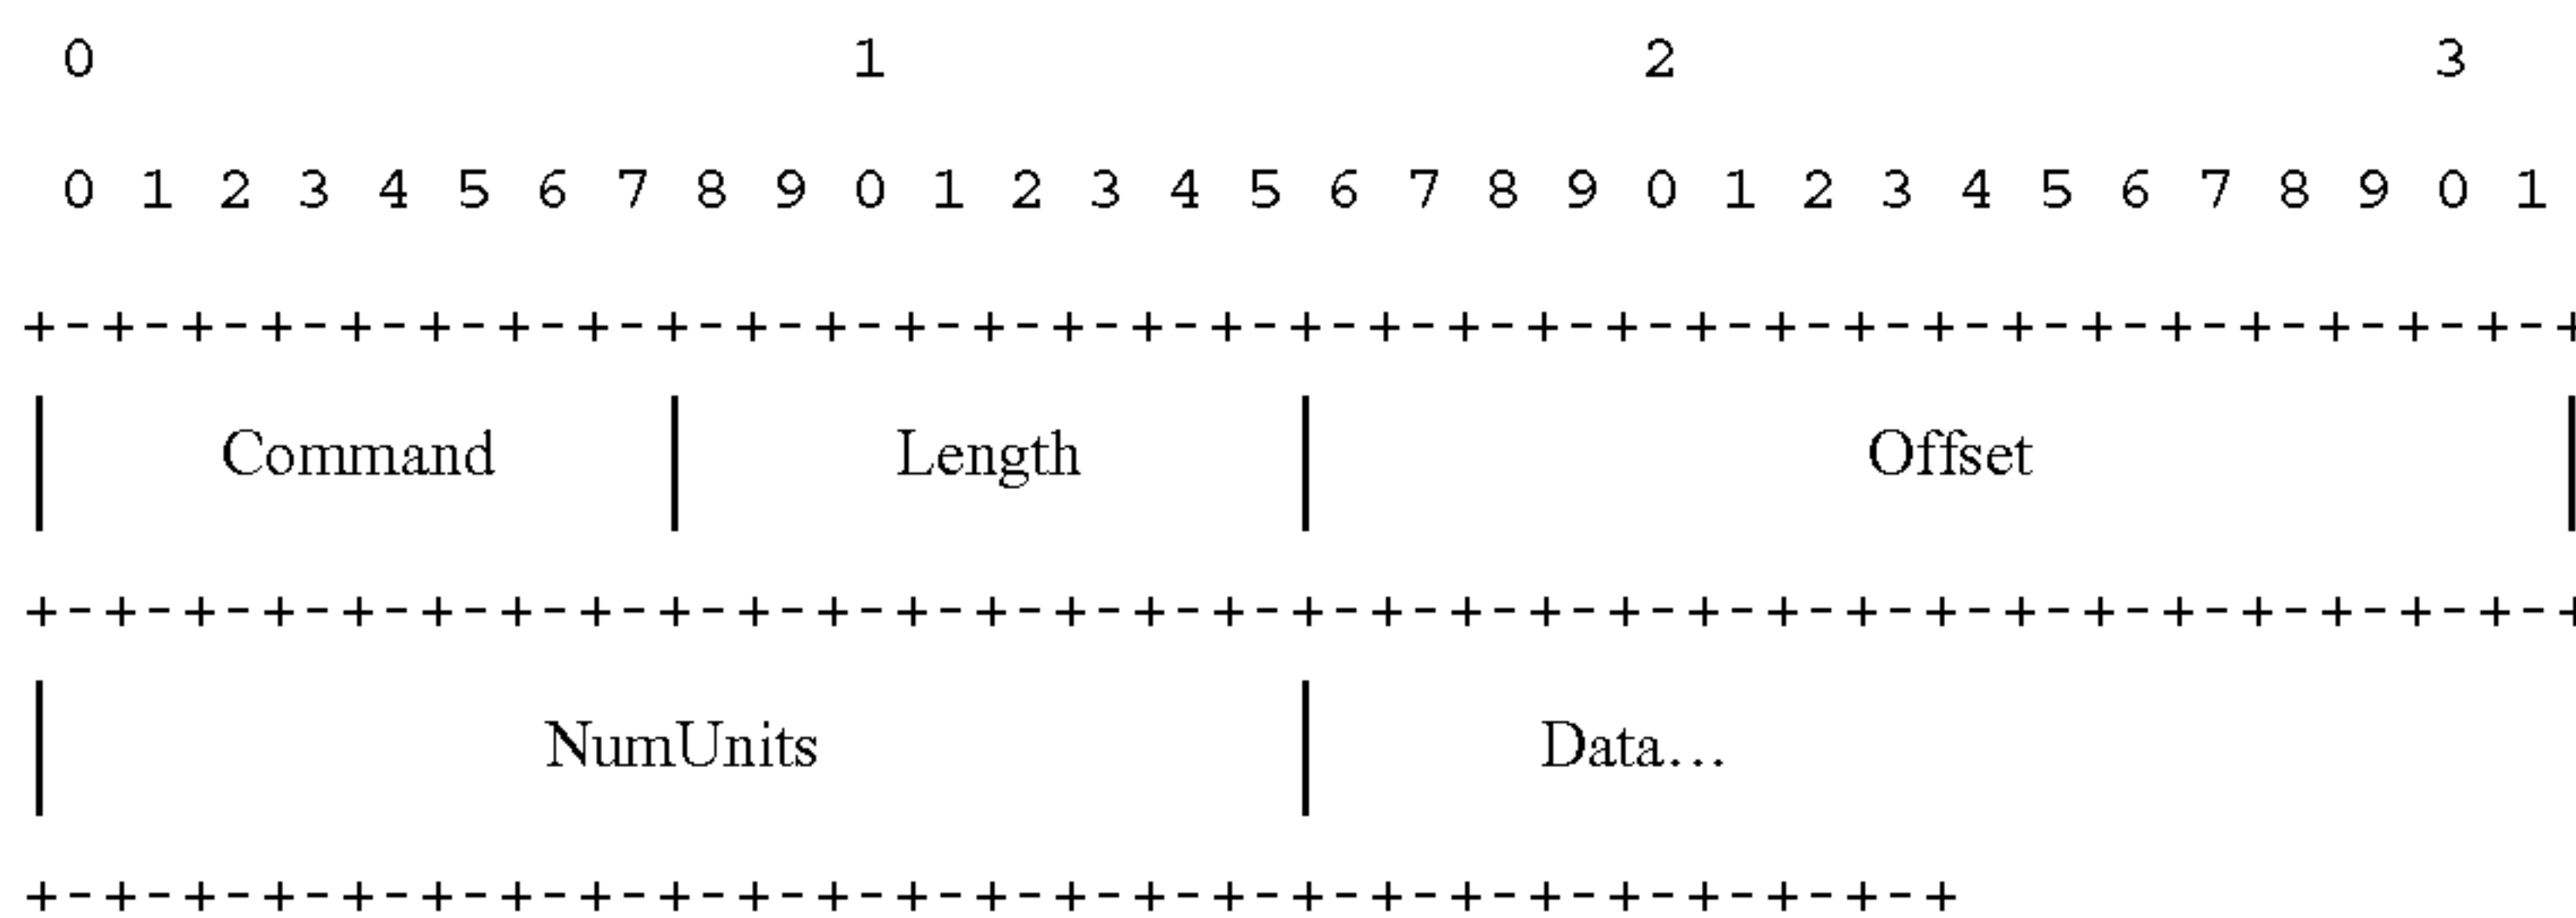 0 1 2 3
0 1 2 3 4 5 6 7 8 9 0 1 2 3 4 5 6 7 8 9 0 1 2 3 4 5 6 7 8 9 0 1
+-+-+-+-+-+-+-+-+-+-+-+-+-+-+-+-+-+-+-+-+-+-+-+-+-+-+-+-+-+-+-+-+
| Command | Length | Offset |
+-+-+-+-+-+-+-+-+-+-+-+-+-+-+-+-+-+-+-+-+-+-+-+-+-+-+-+-+-+-+-+-+
| NumUnits | Data...
+-+-+-+-+-+-+-+-+-+-+-+-+-+-+-+-+-+-+-+-+-+-+-+-+